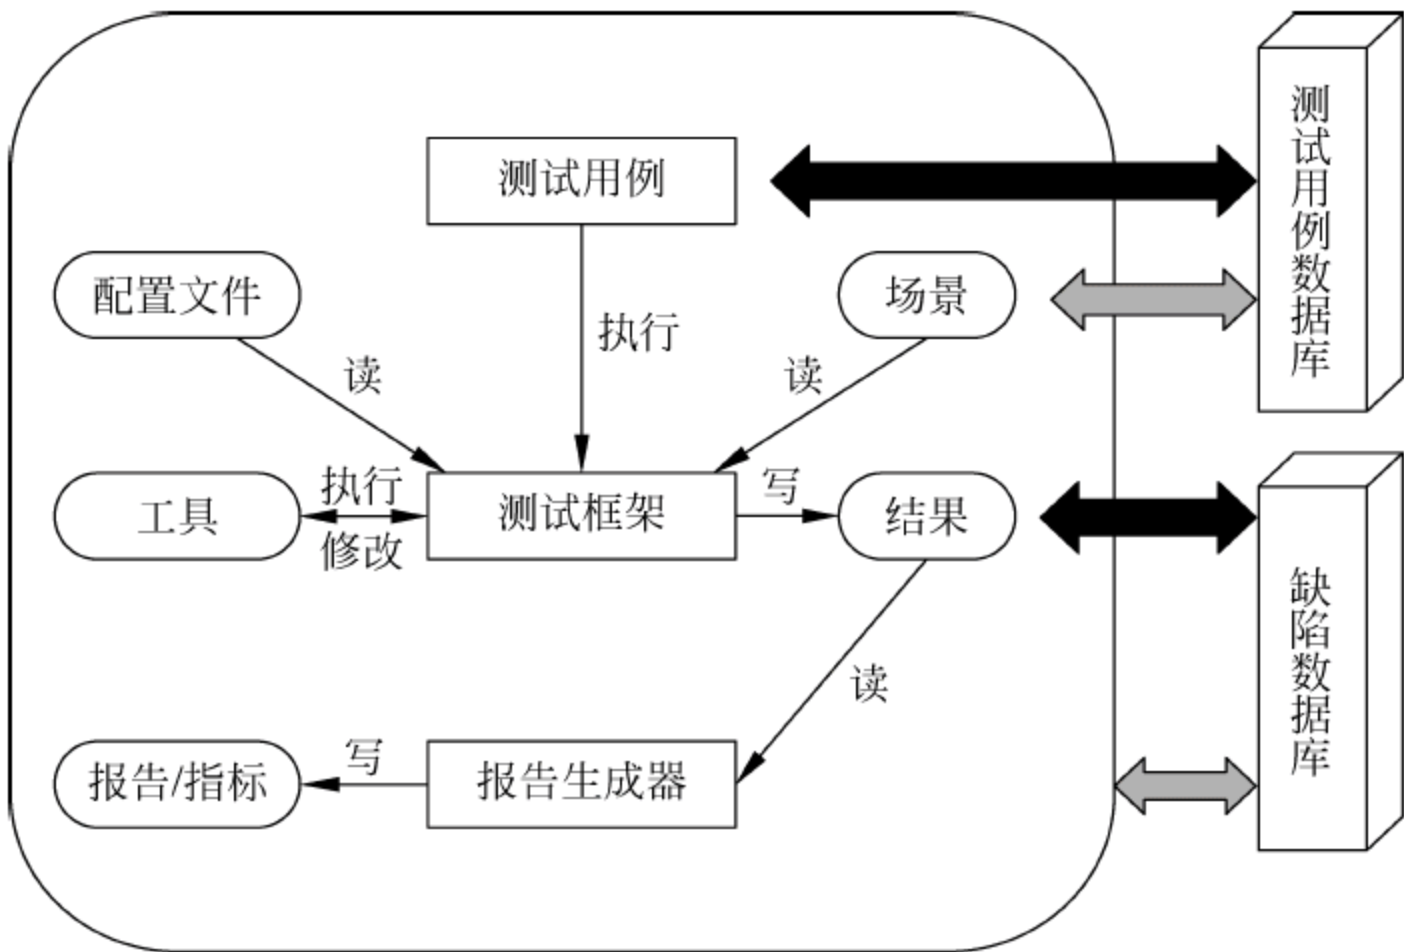 测试用例
配置文件
场景
执行
读
读
工具
执行
修改
测试框架
写
结果
读
报告/指标
写
报告生成器
测试用例数据库
缺陷数据库